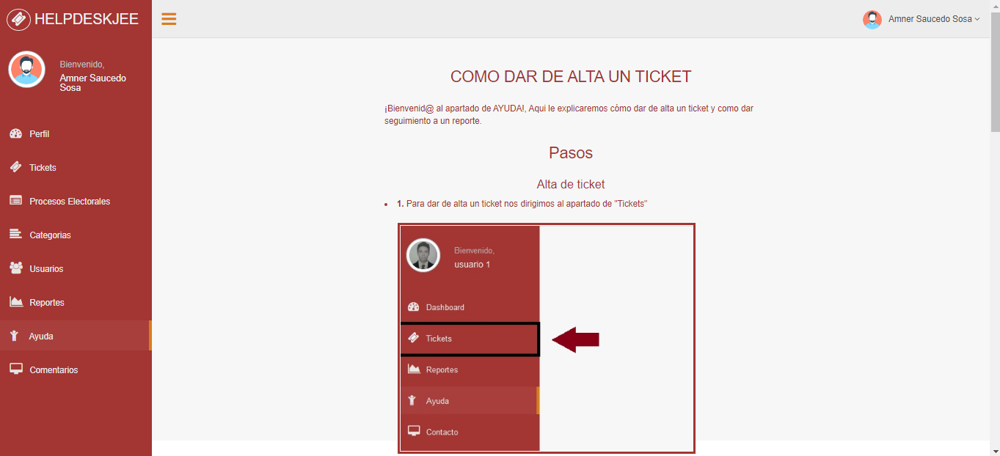 HELPDESKJEE
Amner Saucedo Sosa
Bienvenido,
Amner Saucedo
Sosa
Perfil
Tickets
Procesos Electorales
Categorias
Usuarios
Reportes
Ayuda
Comentarios
COMO DAR DE ALTA UN TICKET
¡Bienvenid@ al apartado de AYUDA!, Aqui le explicaremos cómo dar de alta un ticket y como dar
seguimiento a un reporte.
Pasos
Alta de ticket
1. Para dar de alta un ticket nos dirigimos al apartado de "Tickets"
Bienvenido,
usuario 1
Dashboard
Tickets
Reportes
Ayuda
Contacto